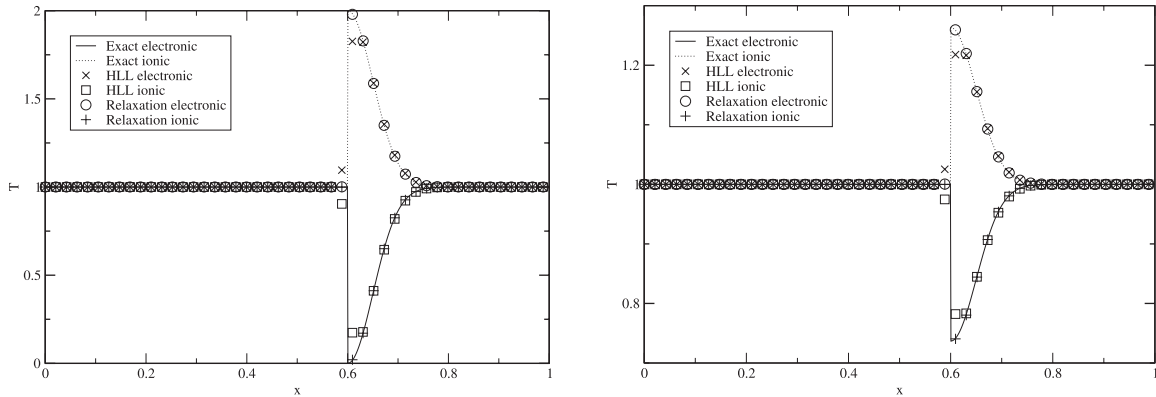 2
1.5
1
0.5
0
T
0
0.2
0.4
0.6
0.8
1
x
Exact electronic
Exact ionic
HLL electronic
HLL ionic
Relaxation electronic
Relaxation ionic
1.2
1
0.8
T
0
0.2
0.4
0.6
0.8
1
x
Exact electronic
Exact ionic
HLL electronic
HLL ionic
Relaxation electronic
Relaxation ionic